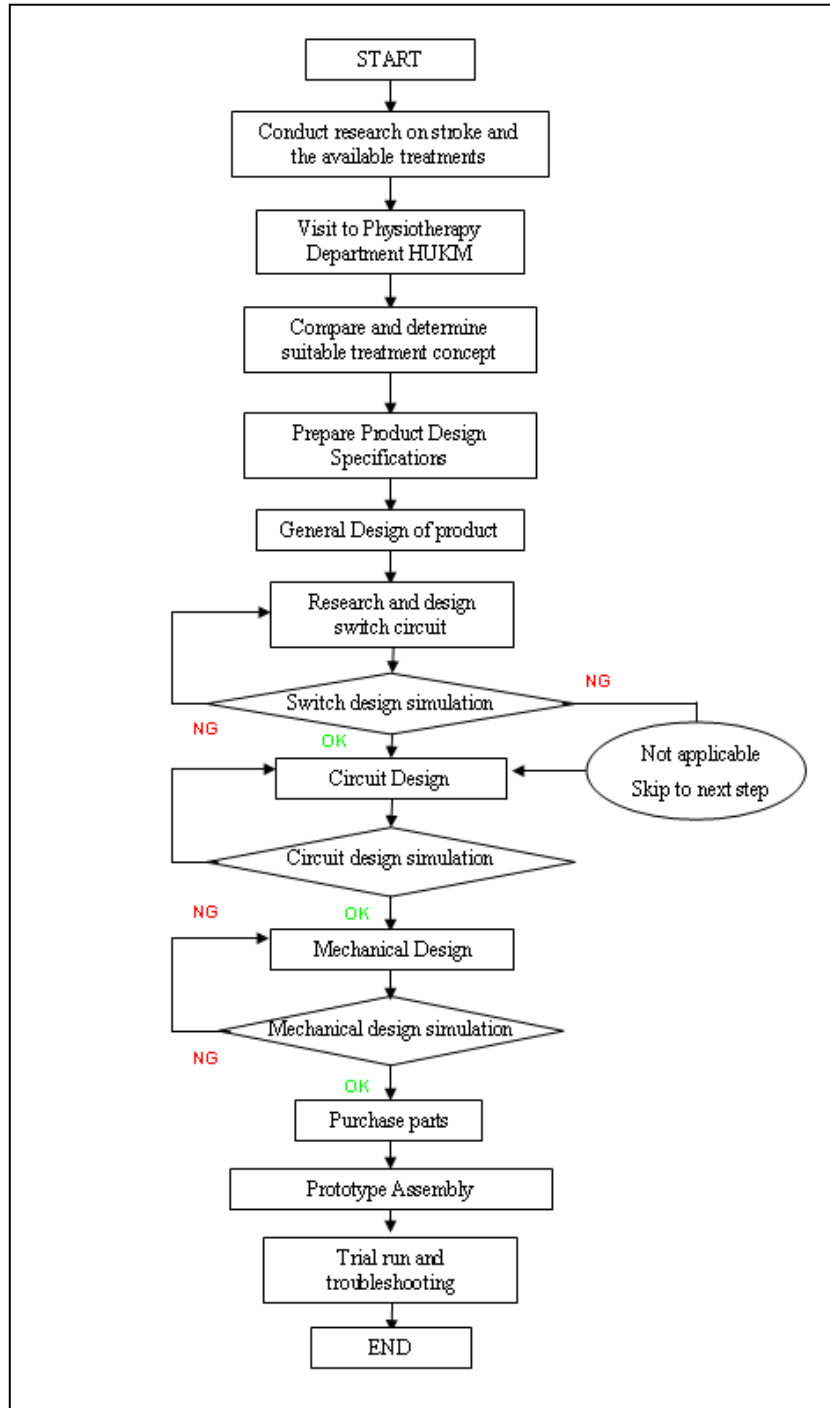 START
Conduct research on stroke and
the available treatments
Visit to Physiotherapy
Department HUKM
Compare and determine
suitable treatment concept
Prepare Product Design
Specifications
General Design of product
Research and design
switch circuit
NG
Switch design simulation
NG
OK
Not applicable
Skip to next step
Circuit Design
Circuit design simulation
NG
OK
Mechanical Design
Mechanical design simulation
NG
OK
Purchase parts
Prototype Assembly
Trial run and
troubleshooting
END